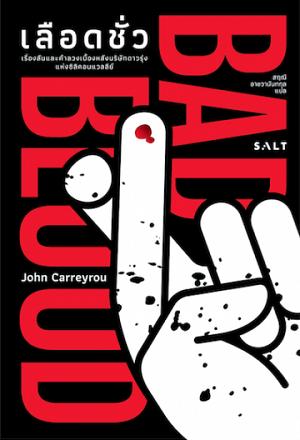 เลือดชั่ว
เรื่องลับและคำลวงเบื้องหลังบริษัทดาวรุ่ง
แห่งซิลิคอนแวลลีย์
BAD
BLOOD
สฤณี
อาชวานันทกุล
แปล
SALT
John Carreyrou